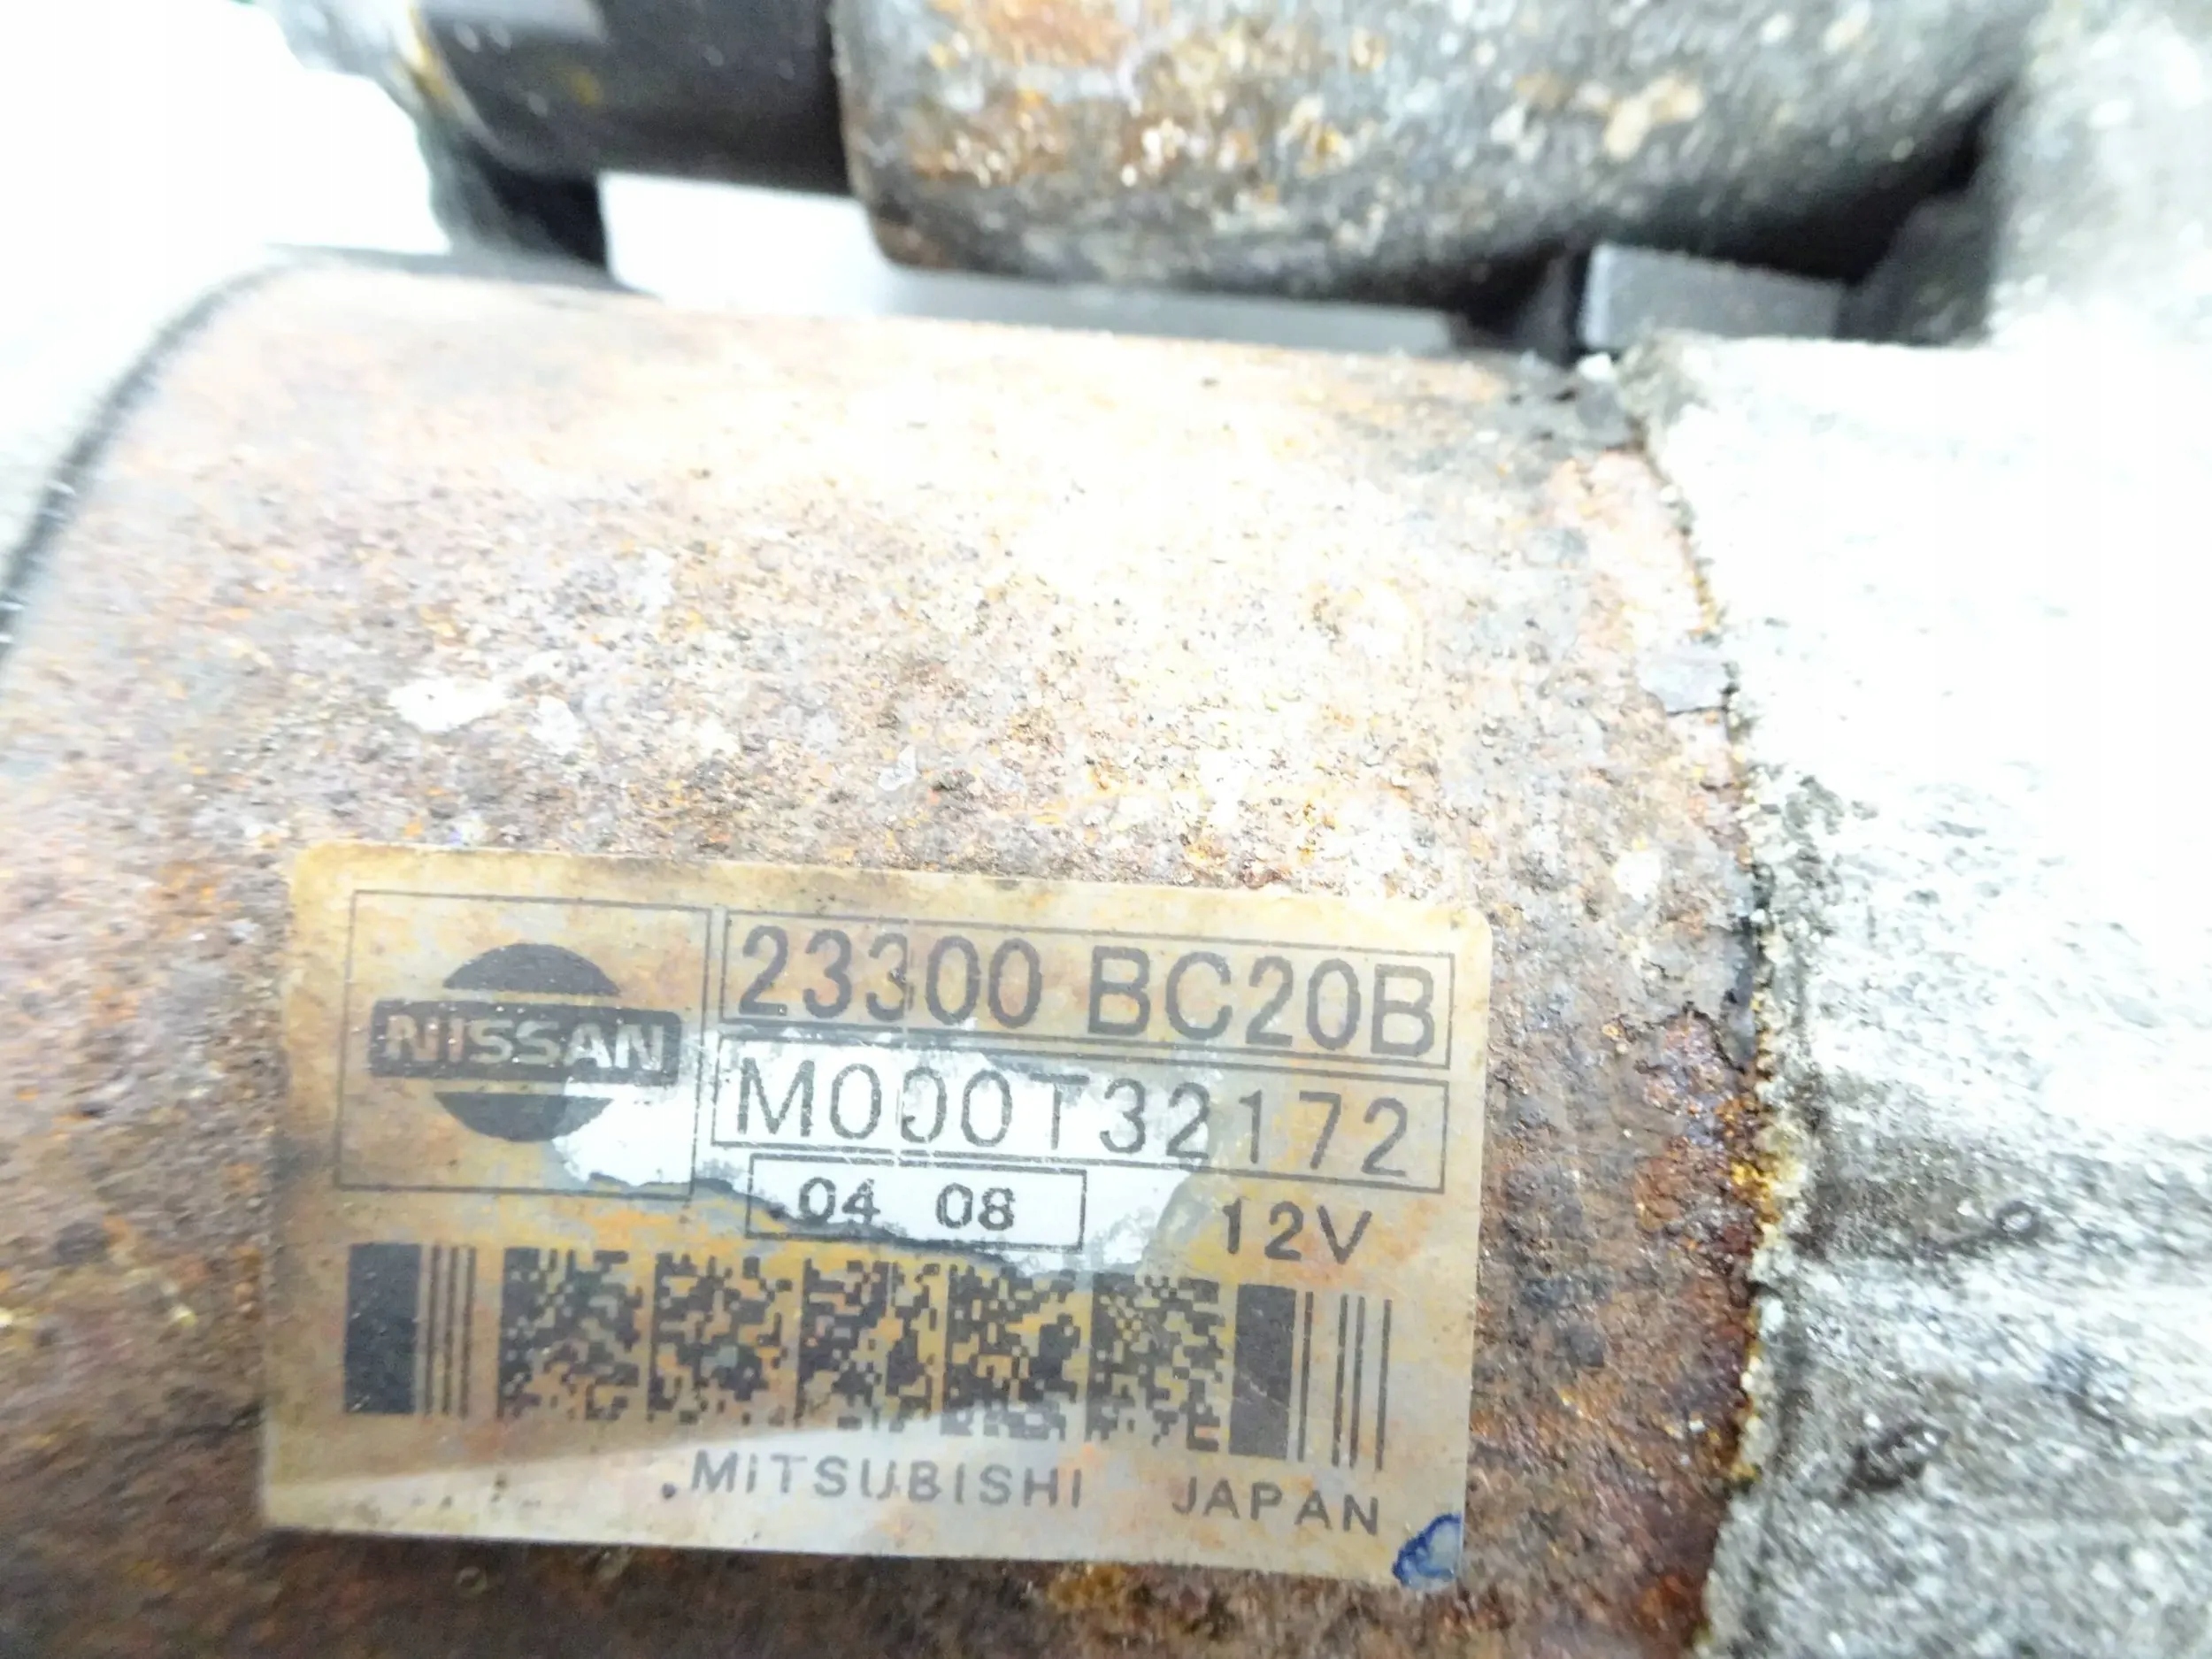 NISSAN
23300 BC20B
M000T32172
04 08
12V
MITSUBISHI JAPAN